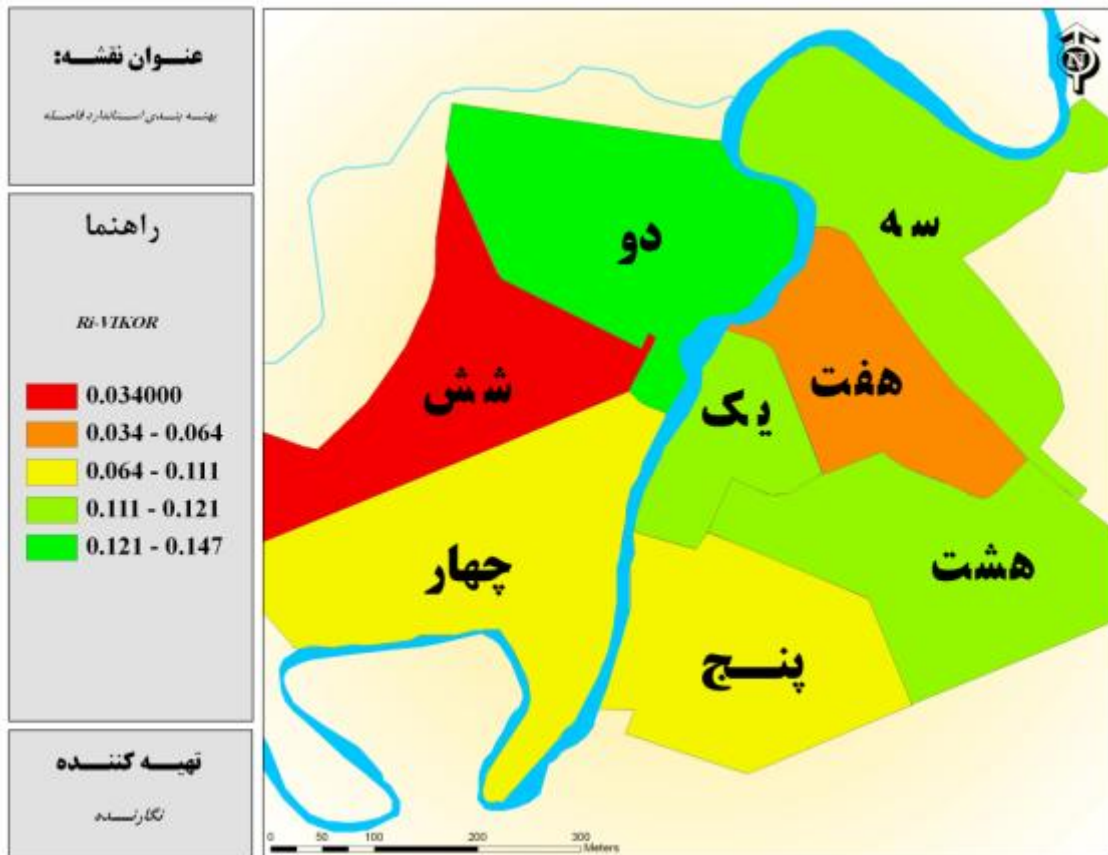 عنوان نقشه:
پهنه بندی استاندارد فاصله
راهنما
Ri-VIKOR
0.034000
0.034 - 0.064
0.064 - 0.111
0.111 - 0.121
0.121 - 0.147
تهیه کننده
نگارنده
N
سه
دو
هفت
شش
یک
هشت
چهار
پنج
0 50 100 200 300
Meters